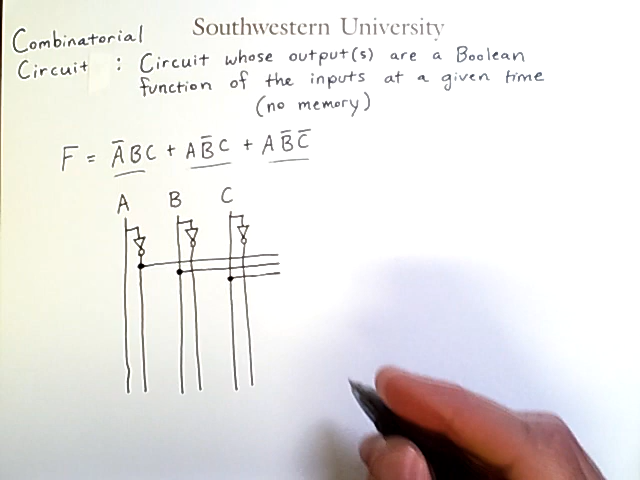 Southwestern University
Combinatorial
Circuit : Circuit whose output(s) are a Boolean
function of the inputs at a given time
(no memory)
F = A̅BC + AB̅C + AB̅C̅
A B C